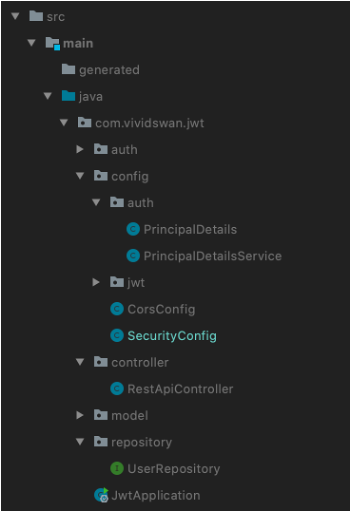 src
main
generated
java
com.vividswan.jwt
auth
config
auth
PrincipalDetails
PrincipalDetailsService
jwt
CorsConfig
SecurityConfig
controller
RestApiController
model
repository
UserRepository
JwtApplication